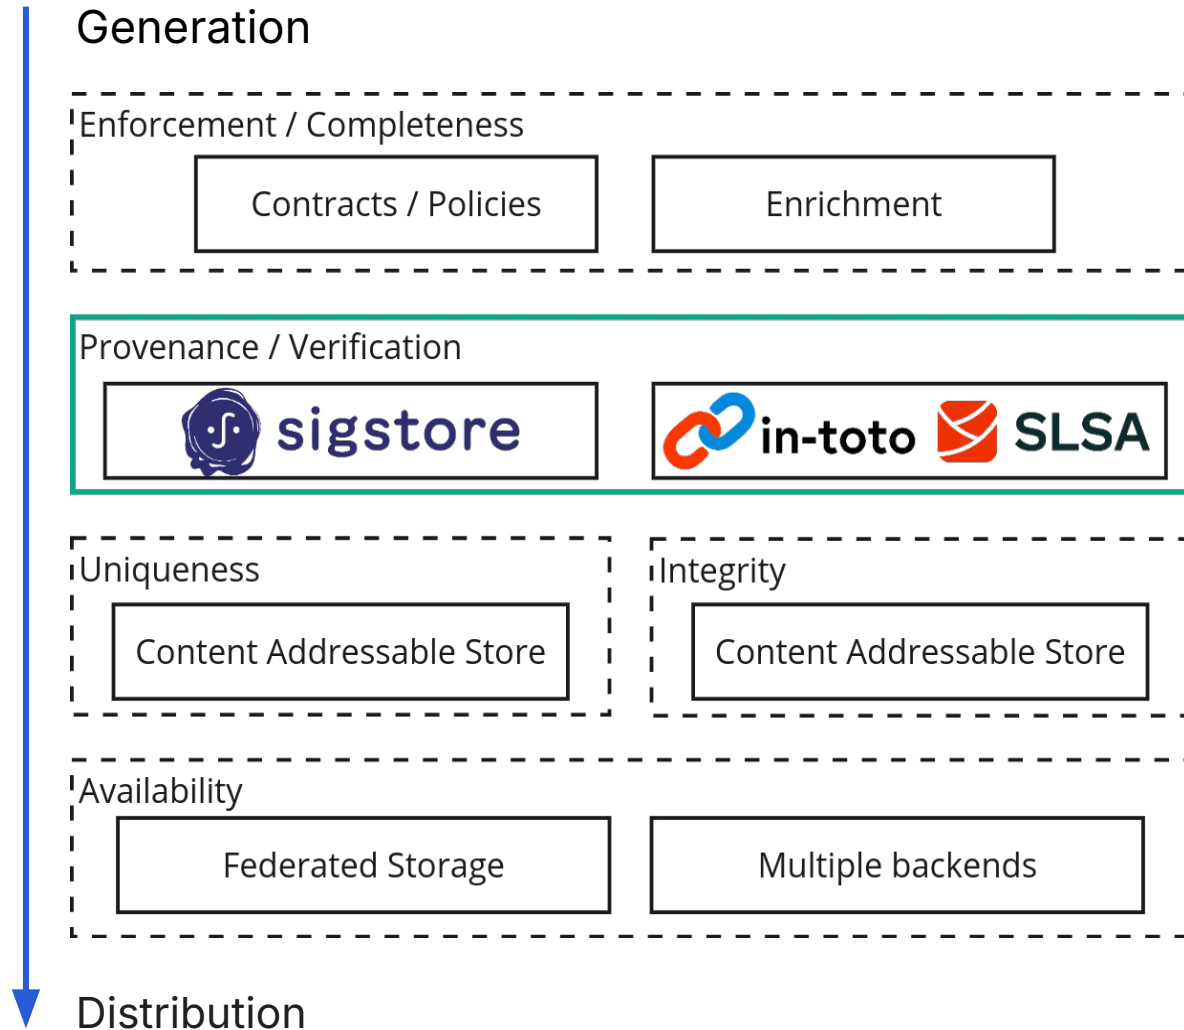 Generation
Enforcement / Completeness
Contracts / Policies
Enrichment
Provenance / Verification
sigstore
in-toto
SLSA
Uniqueness
Content Addressable Store
Integrity
Content Addressable Store
Availability
Federated Storage
Multiple backends
Distribution